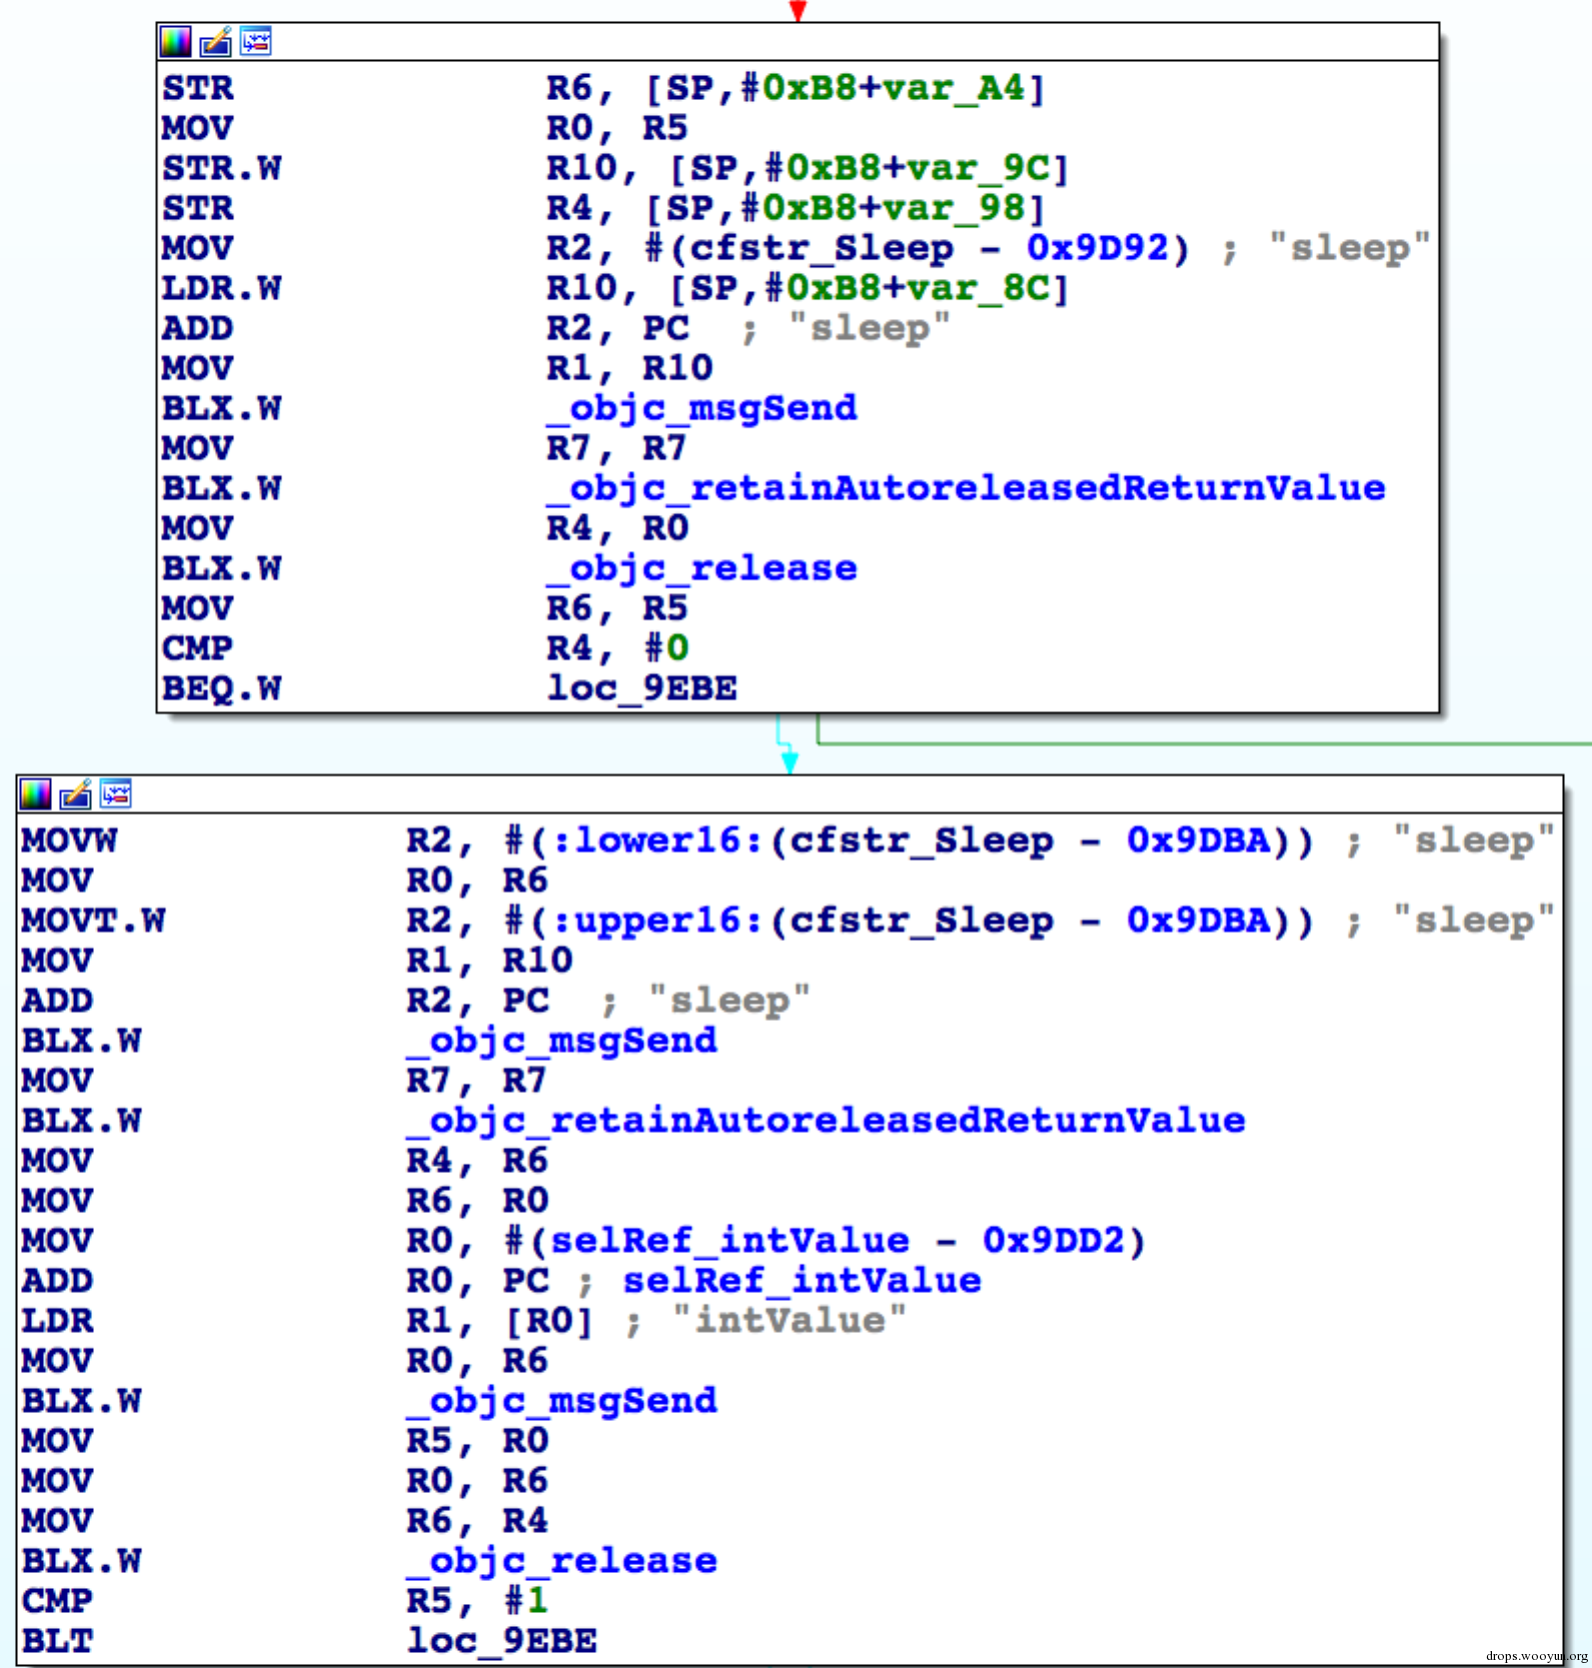 STR R6, [SP,#0xB8+var_A4]
MOV R0, R5
STR.W R10, [SP,#0xB8+var_9C]
STR R4, [SP,#0xB8+var_98]
MOV R2, #(cfstr_Sleep - 0x9D92) ; "sleep"
LDR.W R10, [SP,#0xB8+var_8C]
ADD R2, PC ; "sleep"
MOV R1, R10
BLX.W _objc_msgSend
MOV R7, R7
BLX.W _objc_retainAutoreleasedReturnValue
MOV R4, R0
BLX.W _objc_release
MOV R6, R5
CMP R4, #0
BEQ.W loc_9EBE
MOVW R2, #(:lower16:(cfstr_Sleep - 0x9DBA)) ; "sleep"
MOV R0, R6
MOVT.W R2, #(:upper16:(cfstr_Sleep - 0x9DBA)) ; "sleep"
MOV R1, R10
ADD R2, PC ; "sleep"
BLX.W _objc_msgSend
MOV R7, R7
BLX.W _objc_retainAutoreleasedReturnValue
MOV R4, R6
MOV R6, R0
MOV R0, #(selRef_intValue - 0x9DD2)
ADD R0, PC ; selRef_intValue
LDR R1, [R0] ; "intValue"
MOV R0, R6
BLX.W _objc_msgSend
MOV R5, R0
MOV R0, R6
MOV R6, R4
BLX.W _objc_release
CMP R5, #1
BLT loc_9EBE
drops.wooyun.org